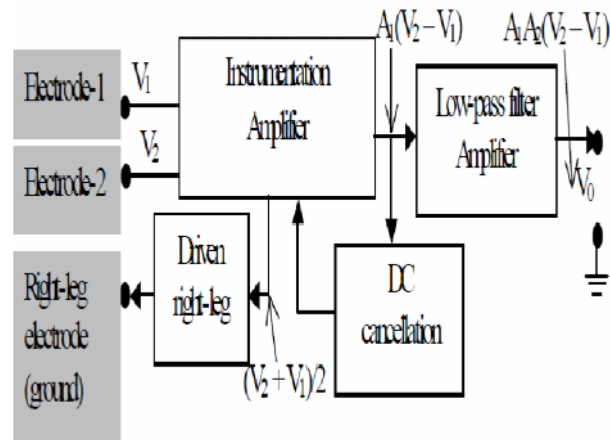 A₁(V₂–V₁)
A₁A₂(V₂–V₁)
Electrode-1
V₁
Instrumentation
Amplifier
Low-pass filter
Amplifier
V₂
Electrode-2
V₀
Right-leg
electrode
(ground)
Driven
right-leg
DC
cancellation
(V₂+V₁)/2